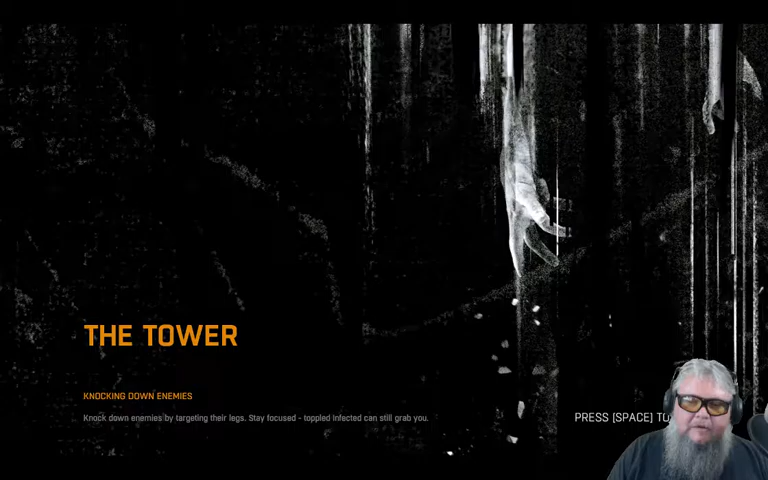 THE TOWER
KNOCKING DOWN ENEMIES
Knock down enemies by targeting their legs. Stay focused - toppled infected can still grab you.
PRESS [SPACE] TO